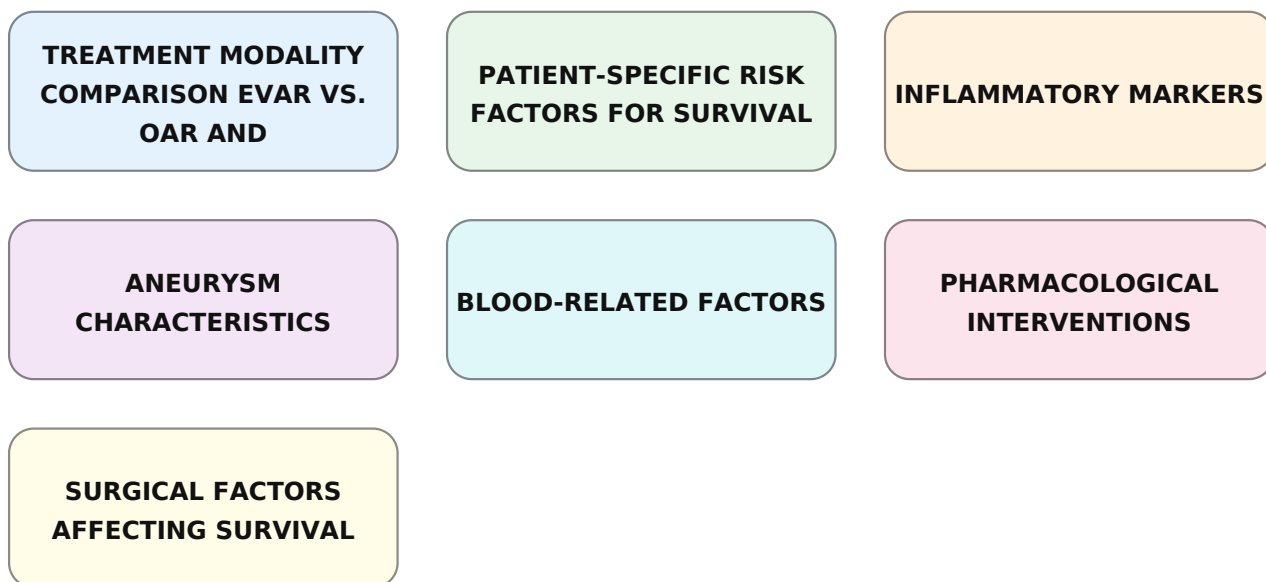 TREATMENT MODALITY
COMPARISON EVAR VS.
OAR AND
PATIENT-SPECIFIC RISK
FACTORS FOR SURVIVAL
INFLAMMATORY MARKERS
ANEURYSM
CHARACTERISTICS
BLOOD-RELATED FACTORS
PHARMACOLOGICAL
INTERVENTIONS
SURGICAL FACTORS
AFFECTING SURVIVAL